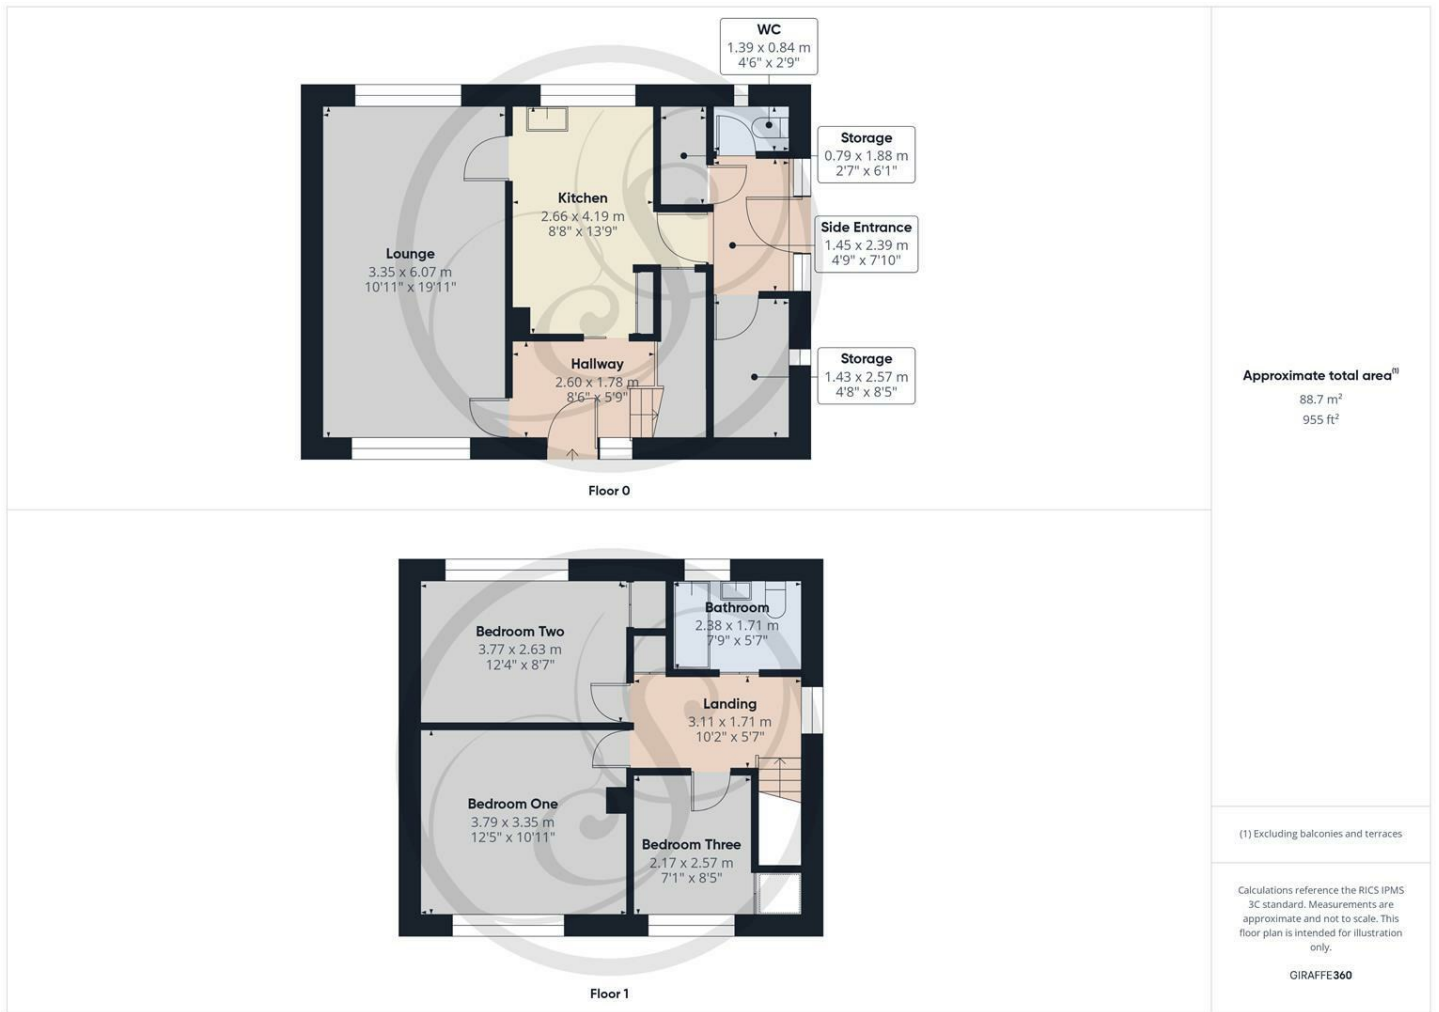 WC
1.39 x 0.84 m
4'6" x 2'9"
Storage
0.79 x 1.88 m
2'7" x 6'1"
Kitchen
2.66 x 4.19 m
8'8" x 13'9"
Side Entrance
1.45 x 2.39 m
4'9" x 7'10"
Lounge
3.35 x 6.07 m
10'11" x 19'11"
Hallway
2.60 x 1.78 m
8'6" x 5'9"
Storage
1.43 x 2.57 m
4'8" x 8'5"
Floor 0
Bathroom
2.38 x 1.71 m
7'9" x 5'7"
Bedroom Two
3.77 x 2.63 m
12'4" x 8'7"
Landing
3.11 x 1.71 m
10'2" x 5'7"
Bedroom One
3.79 x 3.35 m
12'5" x 10'11"
Bedroom Three
2.17 x 2.57 m
7'1" x 8'5"
Floor 1
Approximate total area(1)
88.7 m²
955 ft²
(1) Excluding balconies and terraces
Calculations reference the RICS IPMS
3C standard. Measurements are
approximate and not to scale. This
floor plan is intended for illustration
only.
GIRAFFE360